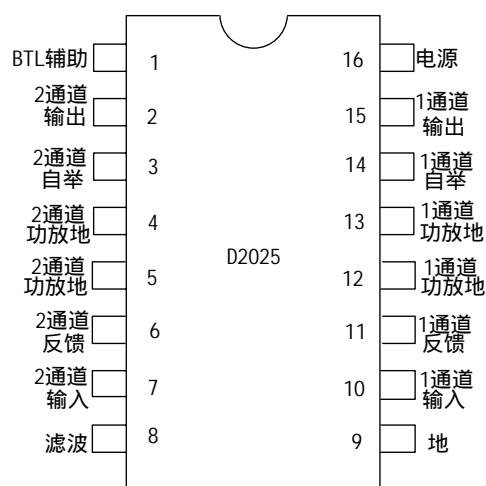 BTL辅助
1
16
电源
2通道
输出
2
15
1通道
输出
2通道
自举
3
14
1通道
自举
2通道
功放地
4
13
1通道
功放地
D2025
2通道
功放地
5
12
1通道
功放地
2通道
反馈
6
11
1通道
反馈
2通道
输入
7
10
1通道
输入
滤波
8
9
地